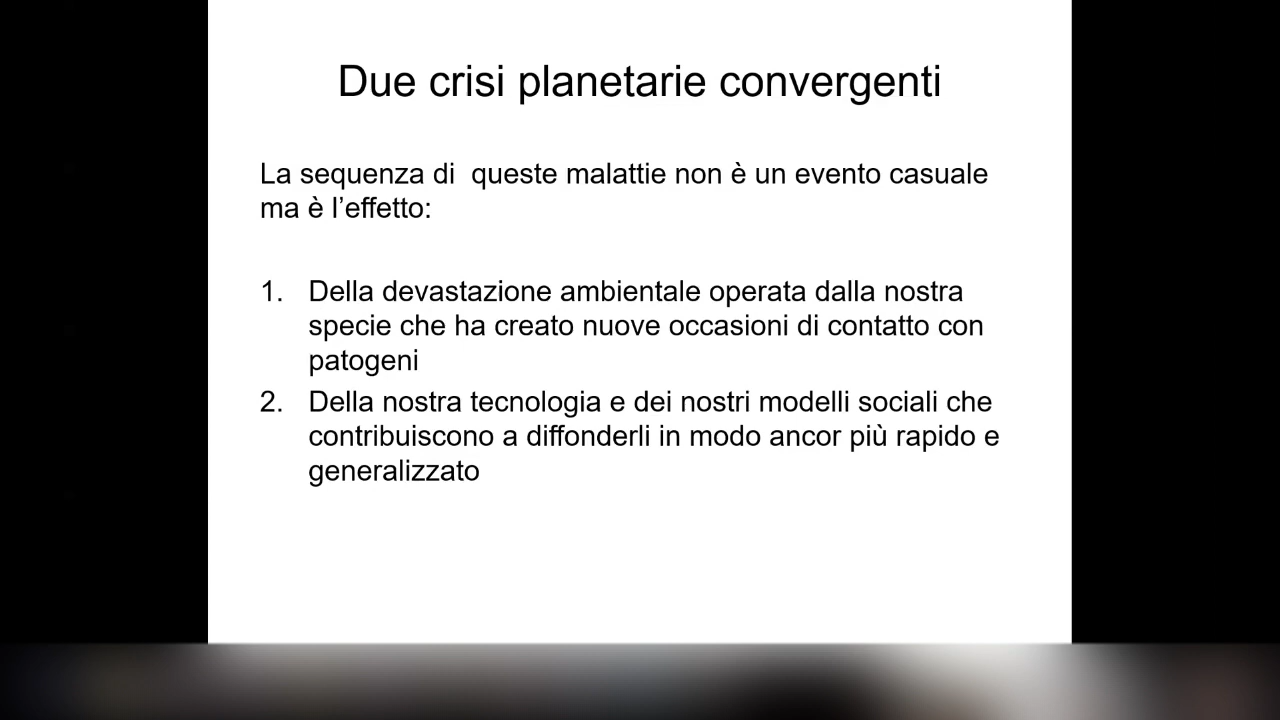 Due crisi planetarie convergenti
La sequenza di  queste malattie non è un evento casuale
ma è l’effetto:
1. Della devastazione ambientale operata dalla nostra
specie che ha creato nuove occasioni di contatto con
patogeni
2. Della nostra tecnologia e dei nostri modelli sociali che
contribuiscono a diffonderli in modo ancor più rapido e
generalizzato